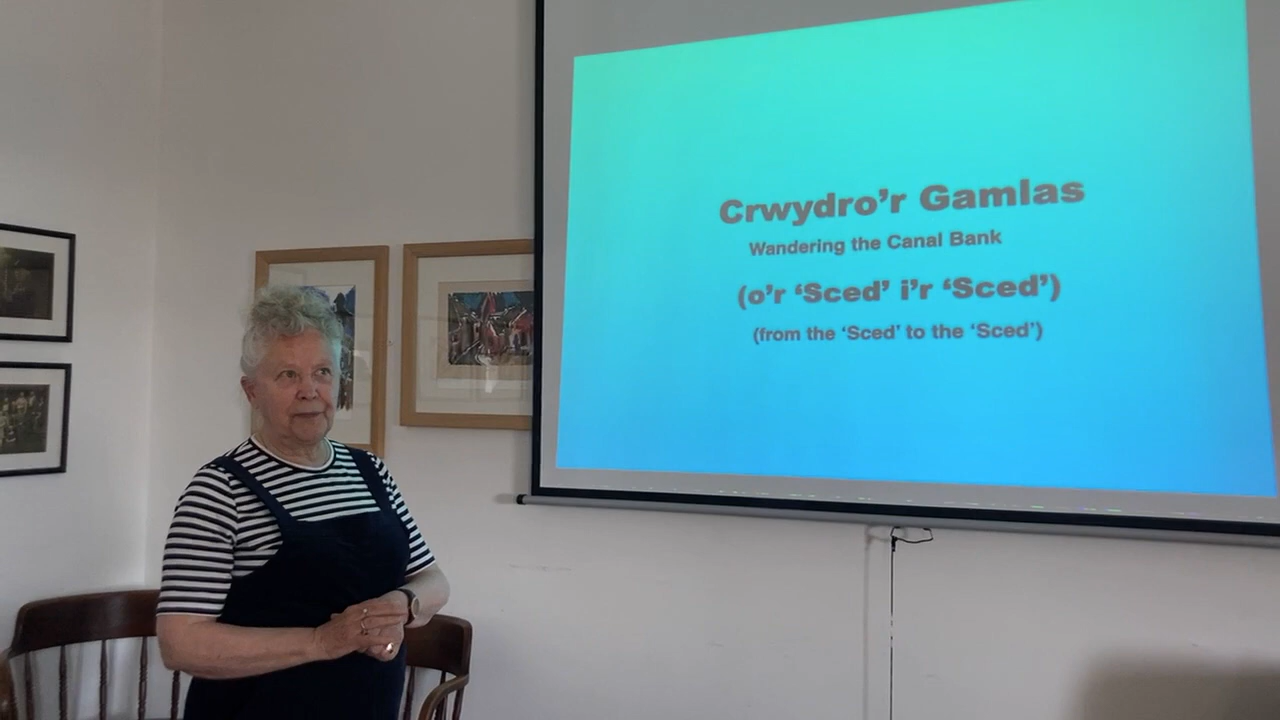 Crwydro’r Gamlas
Wandering the Canal Bank
(o’r ‘Sced’ i’r ‘Sced’)
(from the ‘Sced’ to the ‘Sced’)